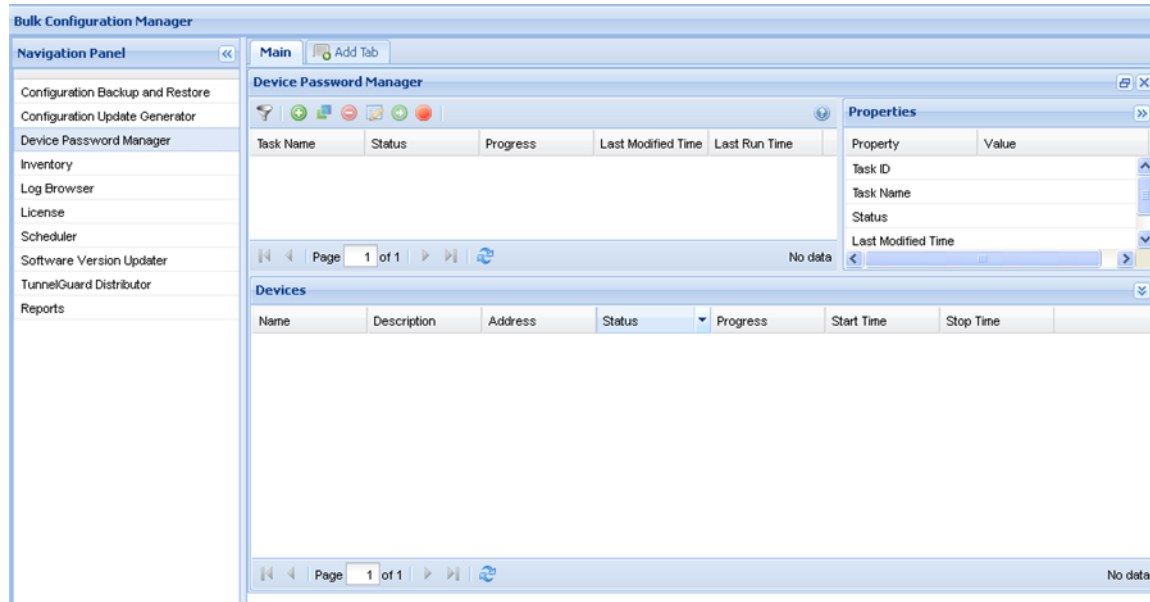 Bulk Configuration Manager
Navigation Panel
Configuration Backup and Restore
Configuration Update Generator
Device Password Manager
Inventory
Log Browser
License
Scheduler
Software Version Updater
TunnelGuard Distributor
Reports
Main Add Tab
Device Password Manager
Task Name Status Progress Last Modified Time Last Run Time
Page 1 of 1 No data
Properties
Property Value
Task ID
Task Name
Status
Last Modified Time
Devices
Name Description Address Status Progress Start Time Stop Time
Page 1 of 1 No data